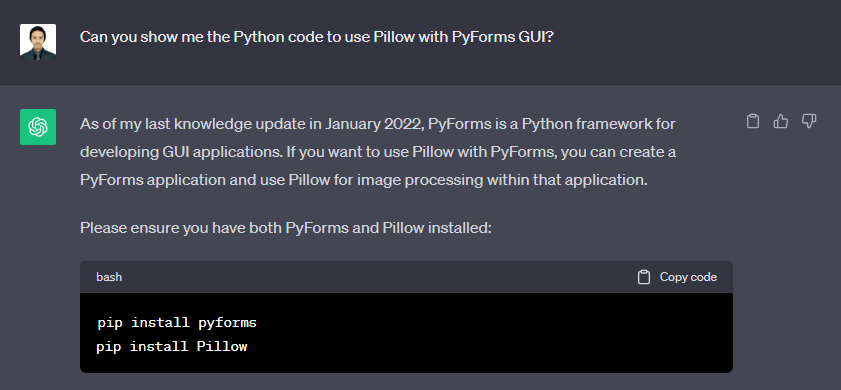 Can you show me the Python code to use Pillow with PyForms GUI?
As of my last knowledge update in January 2022, PyForms is a Python framework for
developing GUI applications. If you want to use Pillow with PyForms, you can create a
PyForms application and use Pillow for image processing within that application.
Please ensure you have both PyForms and Pillow installed:
bash Copy code
pip install pyforms
pip install Pillow